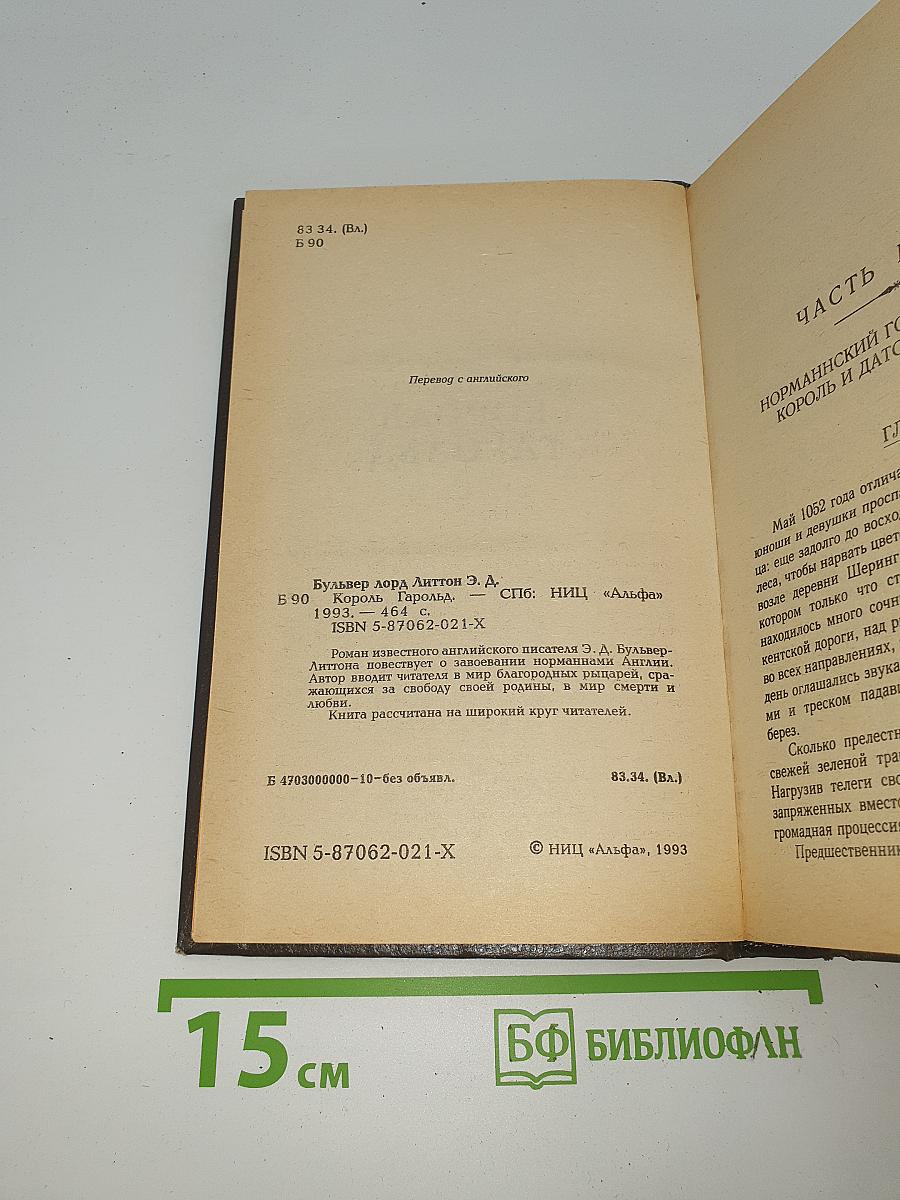 83 34. (Вл.)
Б 90
Перевод с английского
Бульвер лорд Литтон Э. Д.
Б 90 Король Гарольд. — СПб: НИЦ «Альфа»
1993. — 464 с.
ISBN 5-87062-021-X
Роман известного английского писателя Э. Д. Бульвер-
Литтона повествует о завоевании норманнами Англии.
Автор вводит читателя в мир благородных рыцарей, сра-
жающихся за свободу своей родины, в мир смерти и
любви.
Книга рассчитана на широкий круг читателей.
Б 4703000000-10-без объявл. 83.34. (Вл.)
ISBN 5-87062-021-X © НИЦ «Альфа», 1993
ЧАСТЬ
НОРМАННСКИЙ
КОРОЛЬ И
Май 1052 года
юноши и девушки
ца: еще задолго до
леса, чтобы нарвать
возле деревни
котором только что
находилось много
кентской дороги, над
во всех направлениях,
день оглашались
ми и треском
берез.
Сколько
свежей зеленой
Нагрузив телеги
запряженных
громадная
15 см
БФ БИБЛИОФАН